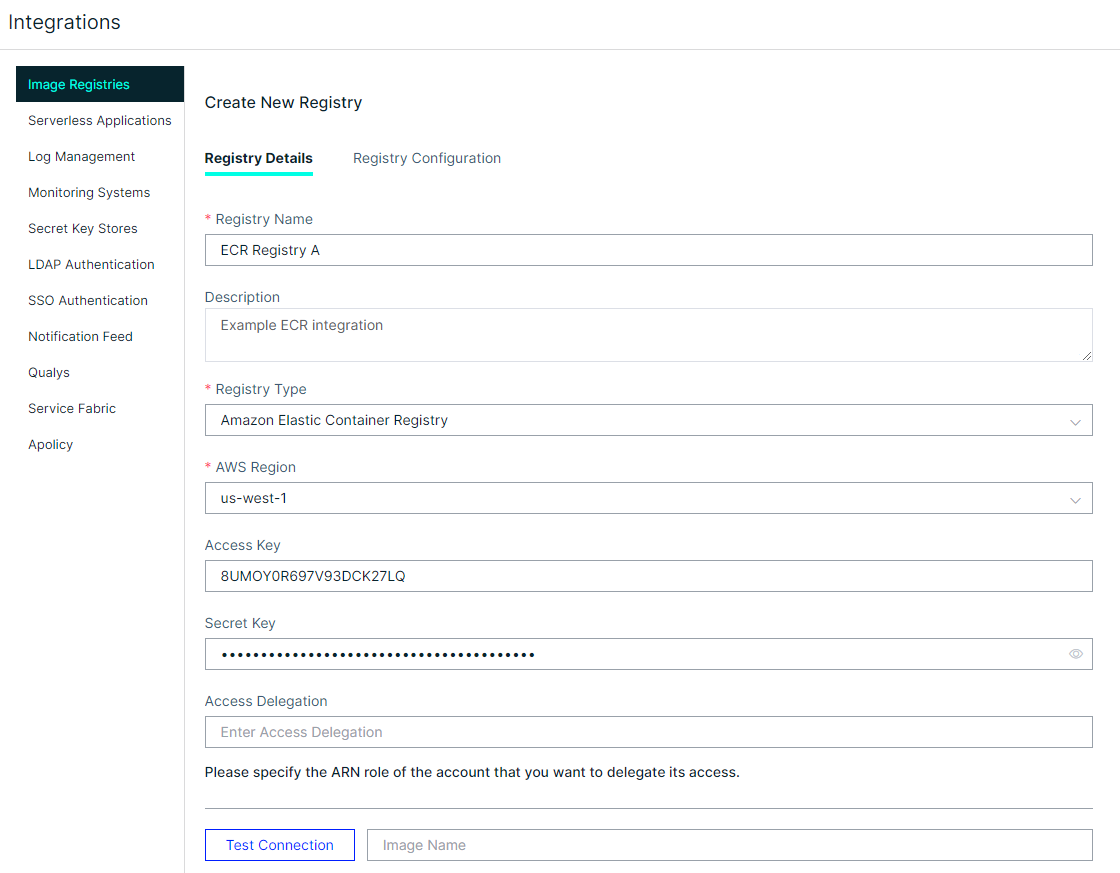 Integrations
Image Registries
Serverless Applications
Log Management
Monitoring Systems
Secret Key Stores
LDAP Authentication
SSO Authentication
Notification Feed
Qualys
Service Fabric
Apolicy
Create New Registry
Registry Details Registry Configuration
* Registry Name
ECR Registry A
Description
Example ECR integration
* Registry Type
Amazon Elastic Container Registry
* AWS Region
us-west-1
Access Key
8UMOY0R697V93DCK27LQ
Secret Key
••••••••••••••••••••••••••••••••••••••••
Access Delegation
Enter Access Delegation
Please specify the ARN role of the account that you want to delegate its access.
Test Connection Image Name